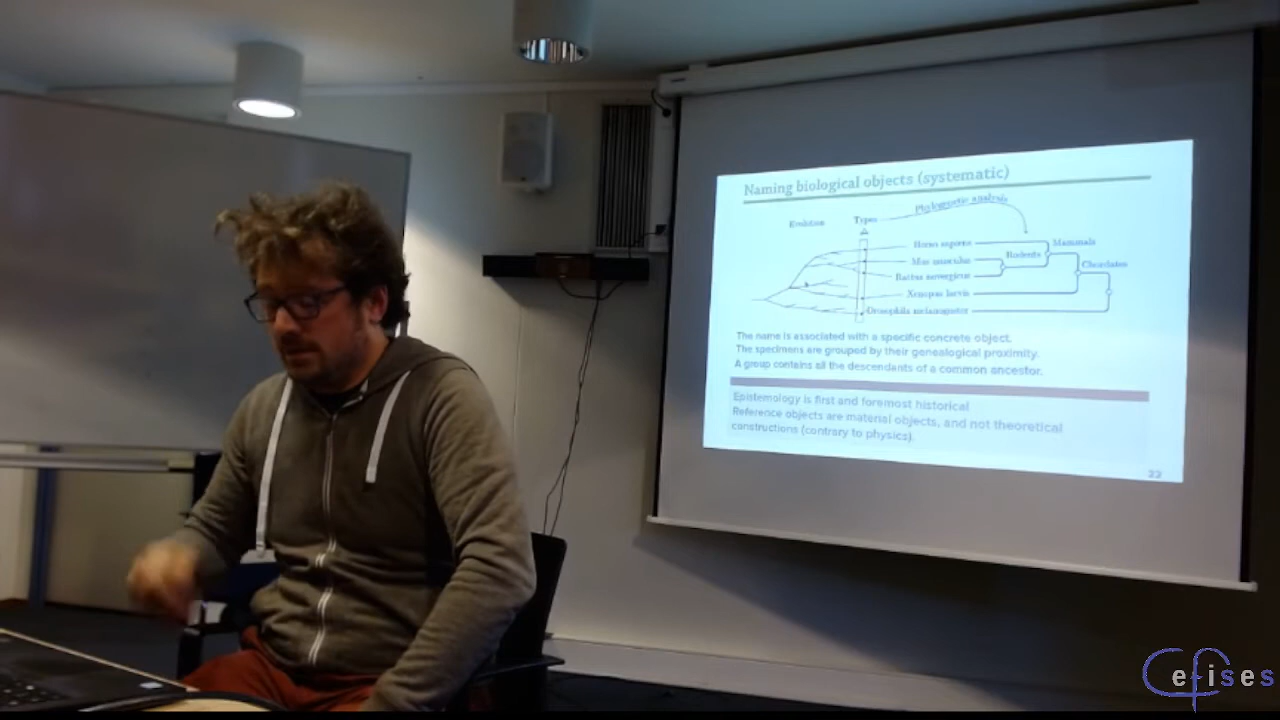 Naming biological objects (systematic)
Phylogenetic analysis
Evolution
Types
Homo sapiens
Mammals
Mus musculus
Rodents
Rattus norvegicus
Chordates
Xenopus laevis
Drosophila melanogaster
The name is associated with a specific concrete object.
The specimens are grouped by their genealogical proximity.
A group contains all the descendants of a common ancestor.
Epistemology is first and foremost historical
Reference objects are material objects, and not theoretical
constructions (contrary to physics).
22
Cefises